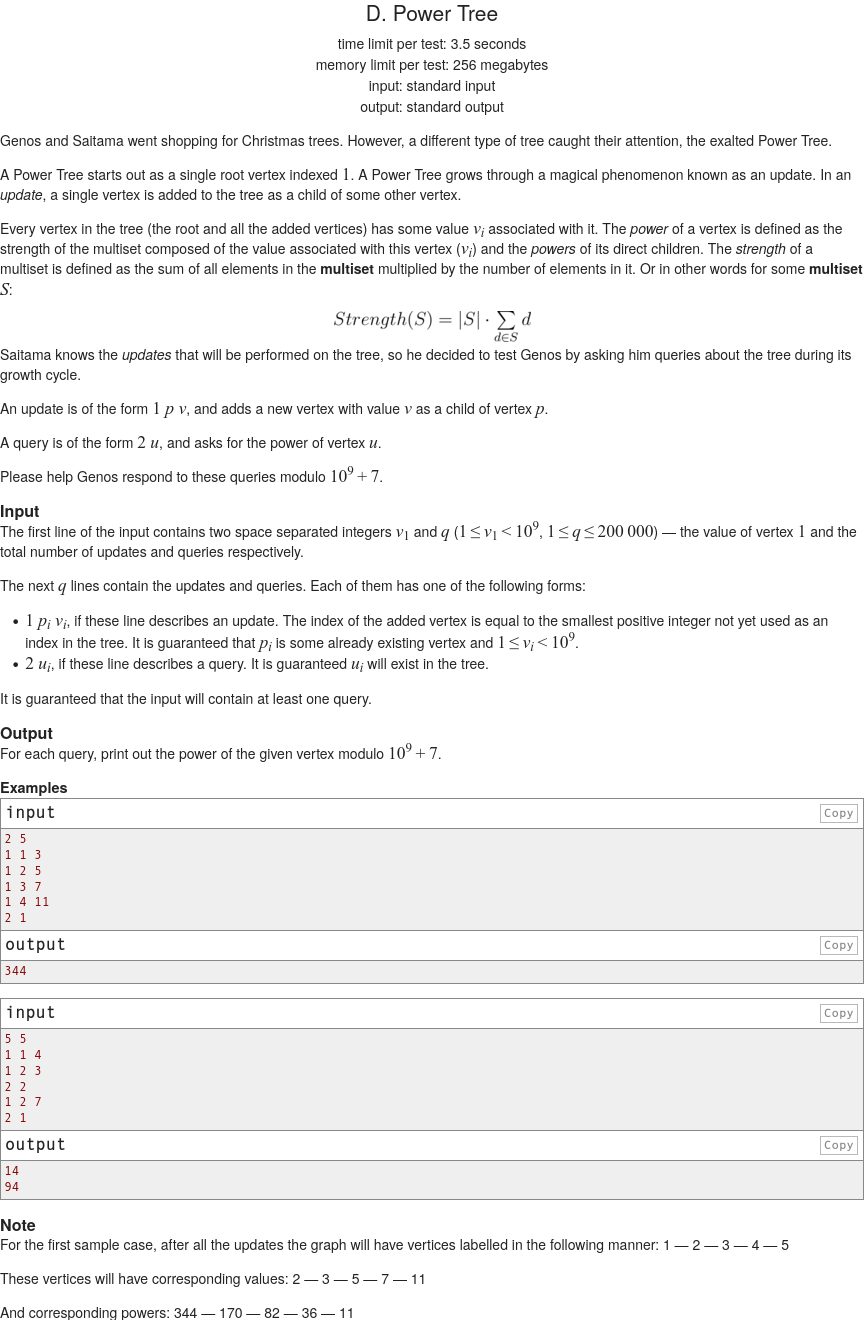 D. Power Tree
time limit per test: 3.5 seconds
memory limit per test: 256 megabytes
input: standard input
output: standard output
Genos and Saitama went shopping for Christmas trees. However, a different type of tree caught their attention, the exalted Power Tree.
A Power Tree starts out as a single root vertex indexed 1. A Power Tree grows through a magical phenomenon known as an update. In an
update, a single vertex is added to the tree as a child of some other vertex.
Every vertex in the tree (the root and all the added vertices) has some value v_i associated with it. The power of a vertex is defined as the
strength of the multiset composed of the value associated with this vertex (v_i) and the powers of its direct children. The strength of a
multiset is defined as the sum of all elements in the multiset multiplied by the number of elements in it. Or in other words for some multiset
S:
Strength(S) = |S| · ∑_{d∈S} d
Saitama knows the updates that will be performed on the tree, so he decided to test Genos by asking him queries about the tree during its
growth cycle.
An update is of the form 1 p v, and adds a new vertex with value v as a child of vertex p.
A query is of the form 2 u, and asks for the power of vertex u.
Please help Genos respond to these queries modulo 10^9 + 7.
Input
The first line of the input contains two space separated integers v_1 and q (1 ≤ v_1 < 10^9, 1 ≤ q ≤ 200 000) — the value of vertex 1 and the
total number of updates and queries respectively.
The next q lines contain the updates and queries. Each of them has one of the following forms:
• 1 p_i v_i, if these line describes an update. The index of the added vertex is equal to the smallest positive integer not yet used as an
index in the tree. It is guaranteed that p_i is some already existing vertex and 1 ≤ v_i < 10^9.
• 2 u_i, if these line describes a query. It is guaranteed u_i will exist in the tree.
It is guaranteed that the input will contain at least one query.
Output
For each query, print out the power of the given vertex modulo 10^9 + 7.
Examples
input Copy
2 5
1 1 3
1 2 5
1 3 7
1 4 11
2 1
output Copy
344
input Copy
5 5
1 1 4
1 2 3
2 2
1 2 7
2 1
output Copy
14
94
Note
For the first sample case, after all the updates the graph will have vertices labelled in the following manner: 1 — 2 — 3 — 4 — 5
These vertices will have corresponding values: 2 — 3 — 5 — 7 — 11
And corresponding powers: 344 — 170 — 82 — 36 — 11